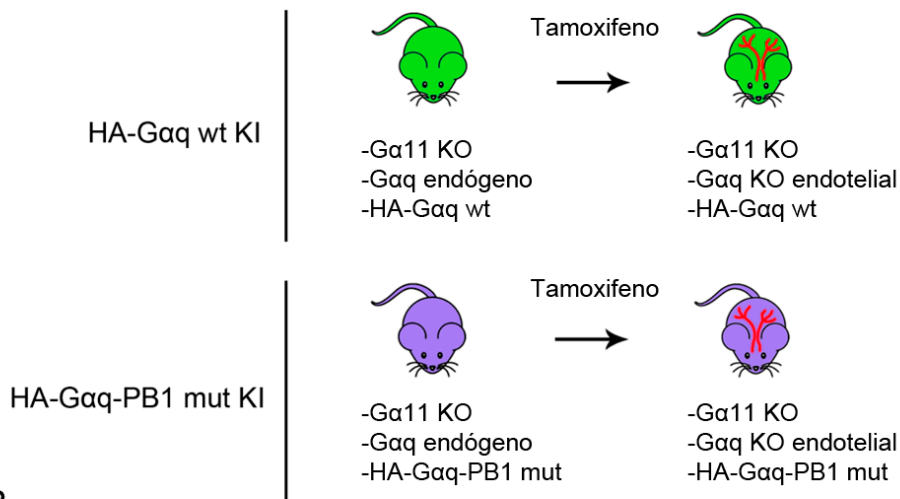 HA-Gαq wt KI
Tamoxifeno
-Gα11 KO
-Gαq endógeno
-HA-Gαq wt
-Gα11 KO
-Gαq KO endotelial
-HA-Gαq wt
HA-Gαq-PB1 mut KI
Tamoxifeno
-Gα11 KO
-Gαq endógeno
-HA-Gαq-PB1 mut
-Gα11 KO
-Gαq KO endotelial
-HA-Gαq-PB1 mut